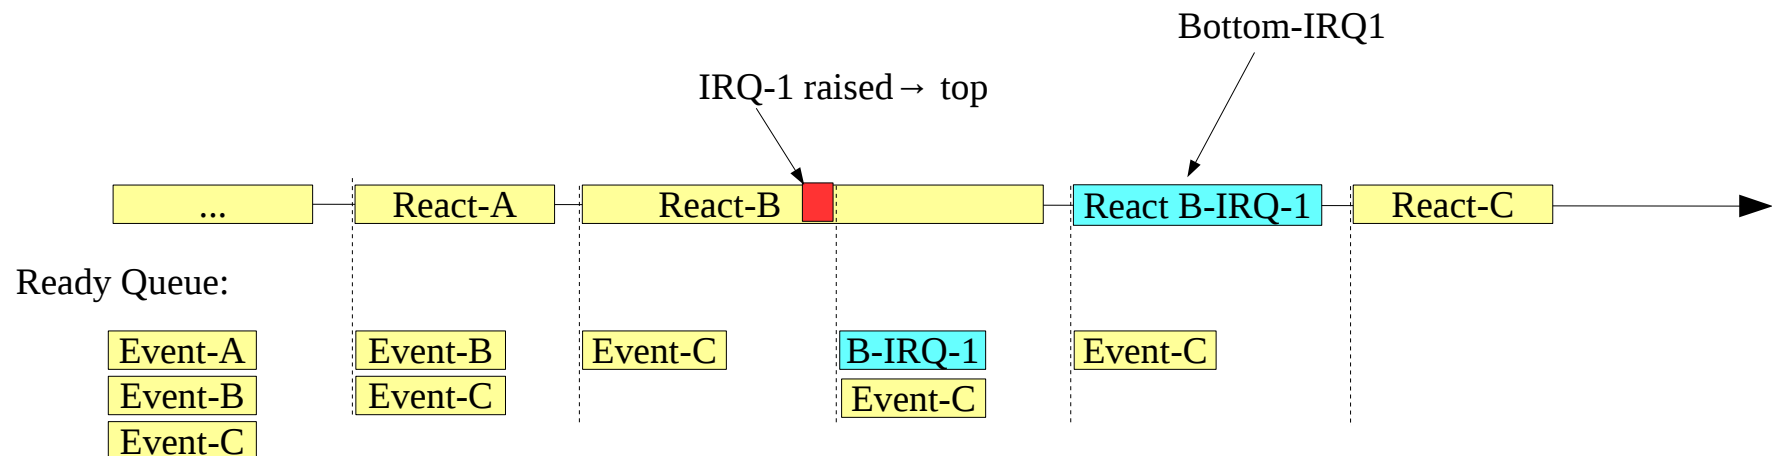 Bottom-IRQ1
IRQ-1 raised→ top
... React-A React-B React B-IRQ-1 React-C
Ready Queue:
Event-A Event-B Event-C B-IRQ-1 Event-C
Event-B Event-C Event-C
Event-C